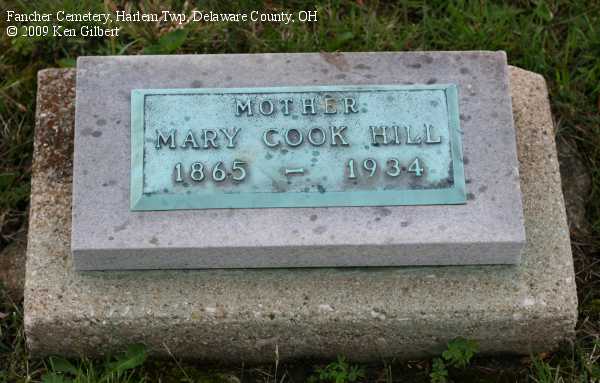 Fancher Cemetery, Harlem Twp, Delaware County, OH
© 2009 Ken Gilbert
MOTHER
MARY COOK HILL
1865 – 1934